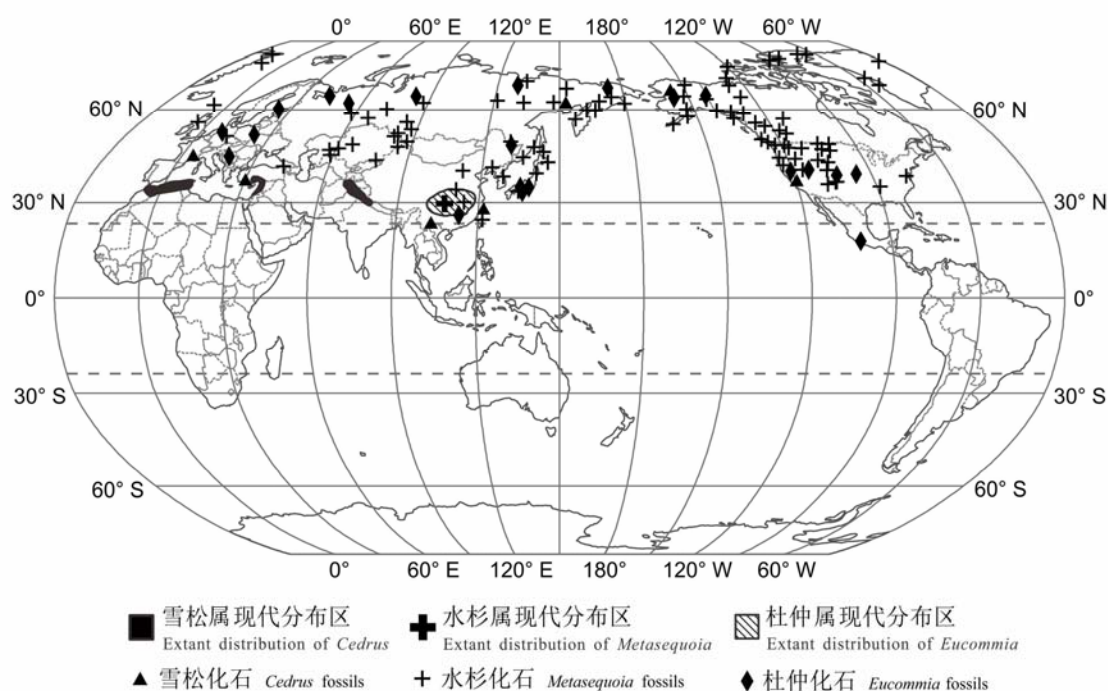 0° 60° E 120° E 180° 120° W 60° W
60° N 60° N
30° N 30° N
0° 0°
30° S 30° S
60° S 60° S
0° 60° E 120° E 180° 120° W 60° W
雪松属现代分布区 水杉属现代分布区 杜仲属现代分布区
Extant distribution of Cedrus Extant distribution of Metasequoia Extant distribution of Eucommia
雪松化石 Cedrus fossils 水杉化石 Metasequoia fossils 杜仲化石 Eucommia fossils